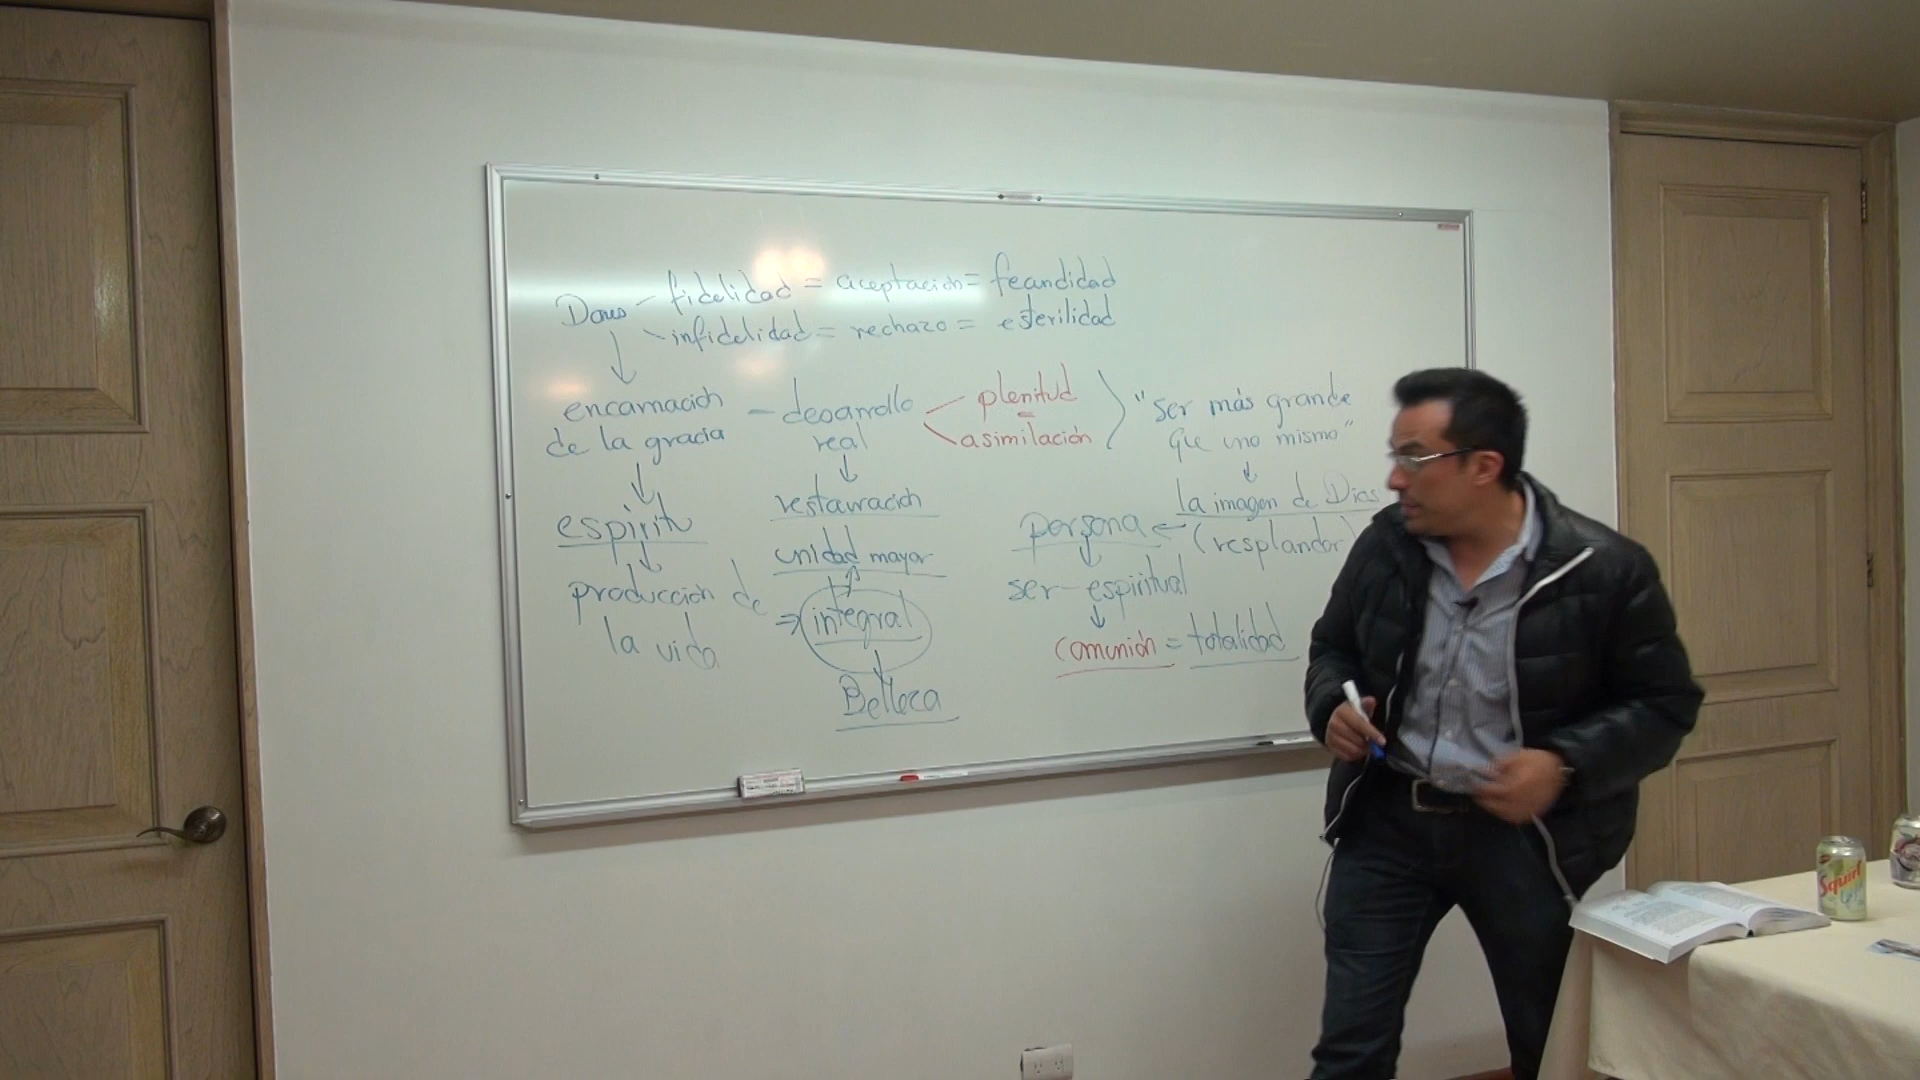 Dones - fidelidad = aceptación = fecundidad
- infidelidad = rechazo = esterilidad
↓
encarnación
de la gracia
↓
espíritu
↓
producción de
la vida
- desarrollo
real
↓
restauración
unidad mayor
⇒ integral
↓
Belleza
plenitud
=
asimilación
"ser más grande
que uno mismo"
↓
la imagen de Dios
(resplandor)
persona ←
↓
ser-espiritual
↓
comunión = totalidad
Squirt